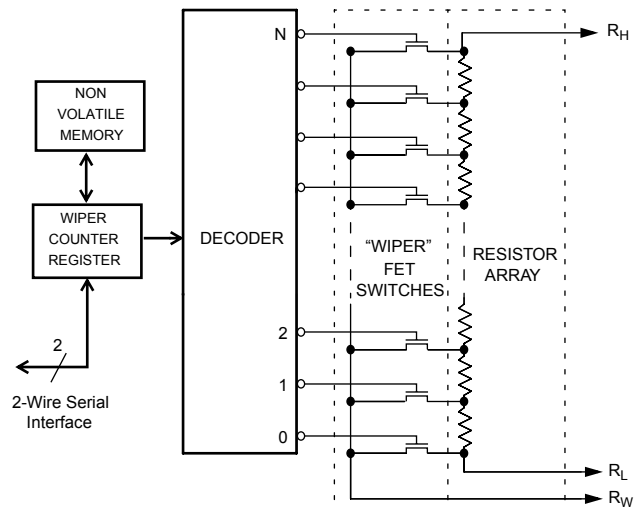 NON
VOLATILE
MEMORY
WIPER
COUNTER
REGISTER
2
2-Wire Serial
Interface
DECODER
N
2
1
0
“WIPER”
FET
SWITCHES
RESISTOR
ARRAY
RH
RL
RW